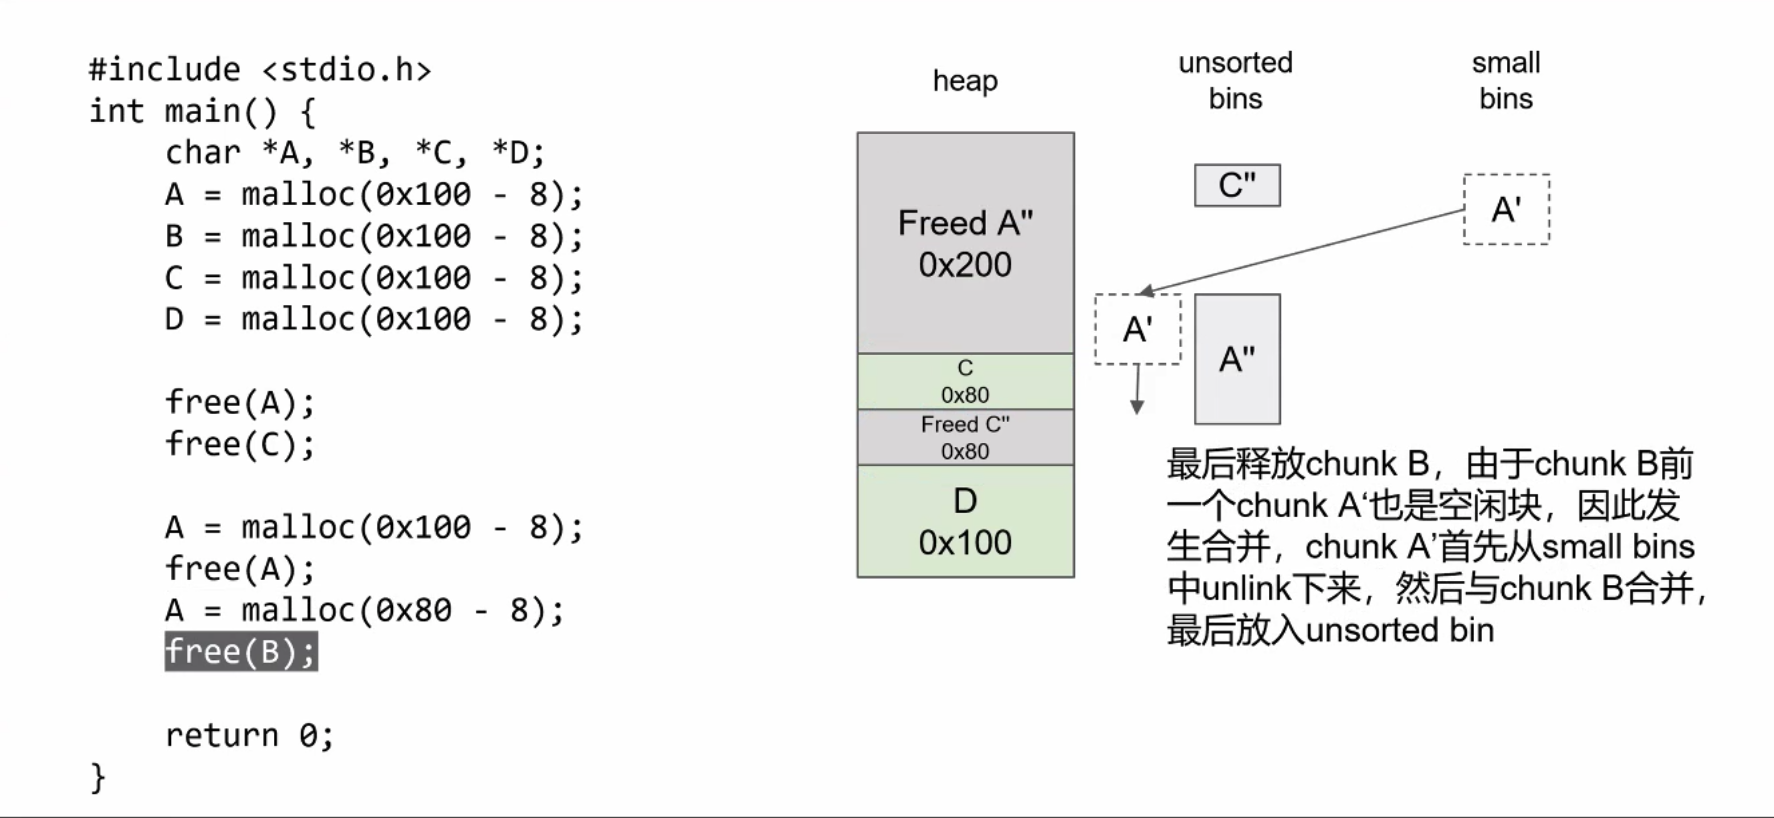 #include <stdio.h>
int main() {
char *A, *B, *C, *D;
A = malloc(0x100 - 8);
B = malloc(0x100 - 8);
C = malloc(0x100 - 8);
D = malloc(0x100 - 8);
free(A);
free(C);
A = malloc(0x100 - 8);
free(A);
A = malloc(0x80 - 8);
free(B);
return 0;
}
heap
Freed A"
0x200
C
0x80
Freed C"
0x80
D
0x100
unsorted
bins
C"
A'
A"
small
bins
A'
最后释放chunk B，由于chunk B前
一个chunk A‘也是空闲块，因此发
生合并，chunk A’首先从small bins
中unlink下来，然后与chunk B合并，
最后放入unsorted bin